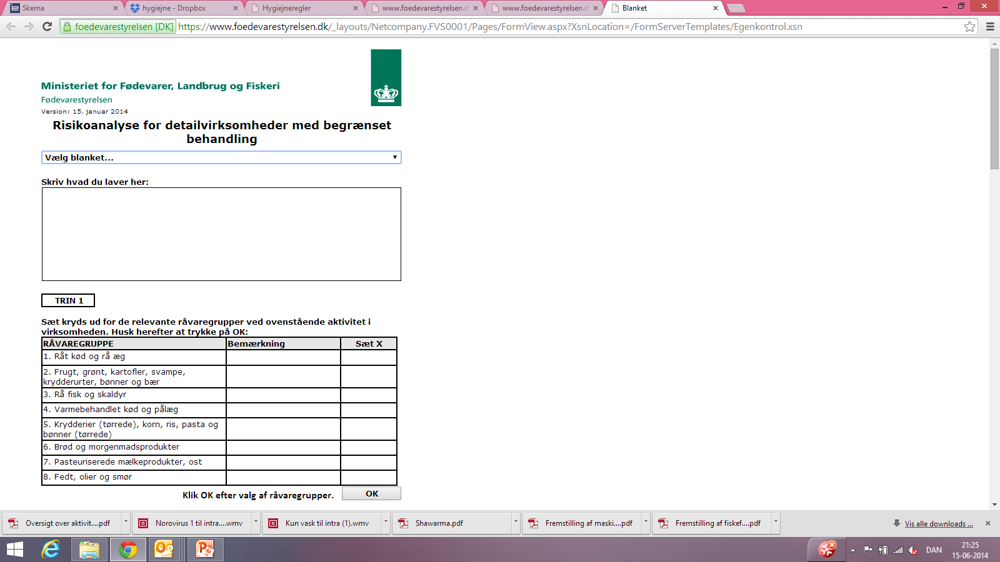 Skema
hygiejne - Dropbox
Hygiejneregler
www.foedevarestyrelsen.d
www.foedevarestyrelsen.d
Blanket
foedevarestyrelsen [DK] https://www.foedevarestyrelsen.dk/_layouts/Netcompany.FVS0001/Pages/FormView.aspx?XsnLocation=/FormServerTemplates/Egenkontrol.xsn
Ministeriet for Fødevarer, Landbrug og Fiskeri
Fødevarestyrelsen
Version: 15. januar 2014
Risikoanalyse for detailvirksomheder med begrænset
behandling
Vælg blanket...
Skriv hvad du laver her:
TRIN 1
Sæt kryds ud for de relevante råvaregrupper ved ovenstående aktivitet i
virksomheden. Husk herefter at trykke på OK:
RÅVAREGRUPPE Bemærkning Sæt X
1. Råt kød og rå æg
2. Frugt, grønt, kartofler, svampe,
krydderurter, bønner og bær
3. Rå fisk og skaldyr
4. Varmebehandlet kød og pålæg
5. Krydderier (tørrede), korn, ris, pasta og
bønner (tørrede)
6. Brød og morgenmadsprodukter
7. Pasteuriserede mælkeprodukter, ost
8. Fedt, olier og smør
Klik OK efter valg af råvaregrupper. OK
Oversigt over aktivit....pdf
Norovirus 1 til intra....wmv
Kun vask til intra (1).wmv
Shawarma.pdf
Fremstilling af maski....pdf
Fremstilling af fiskef....pdf
Vis alle downloads ...
DAN
21:25
15-06-2014